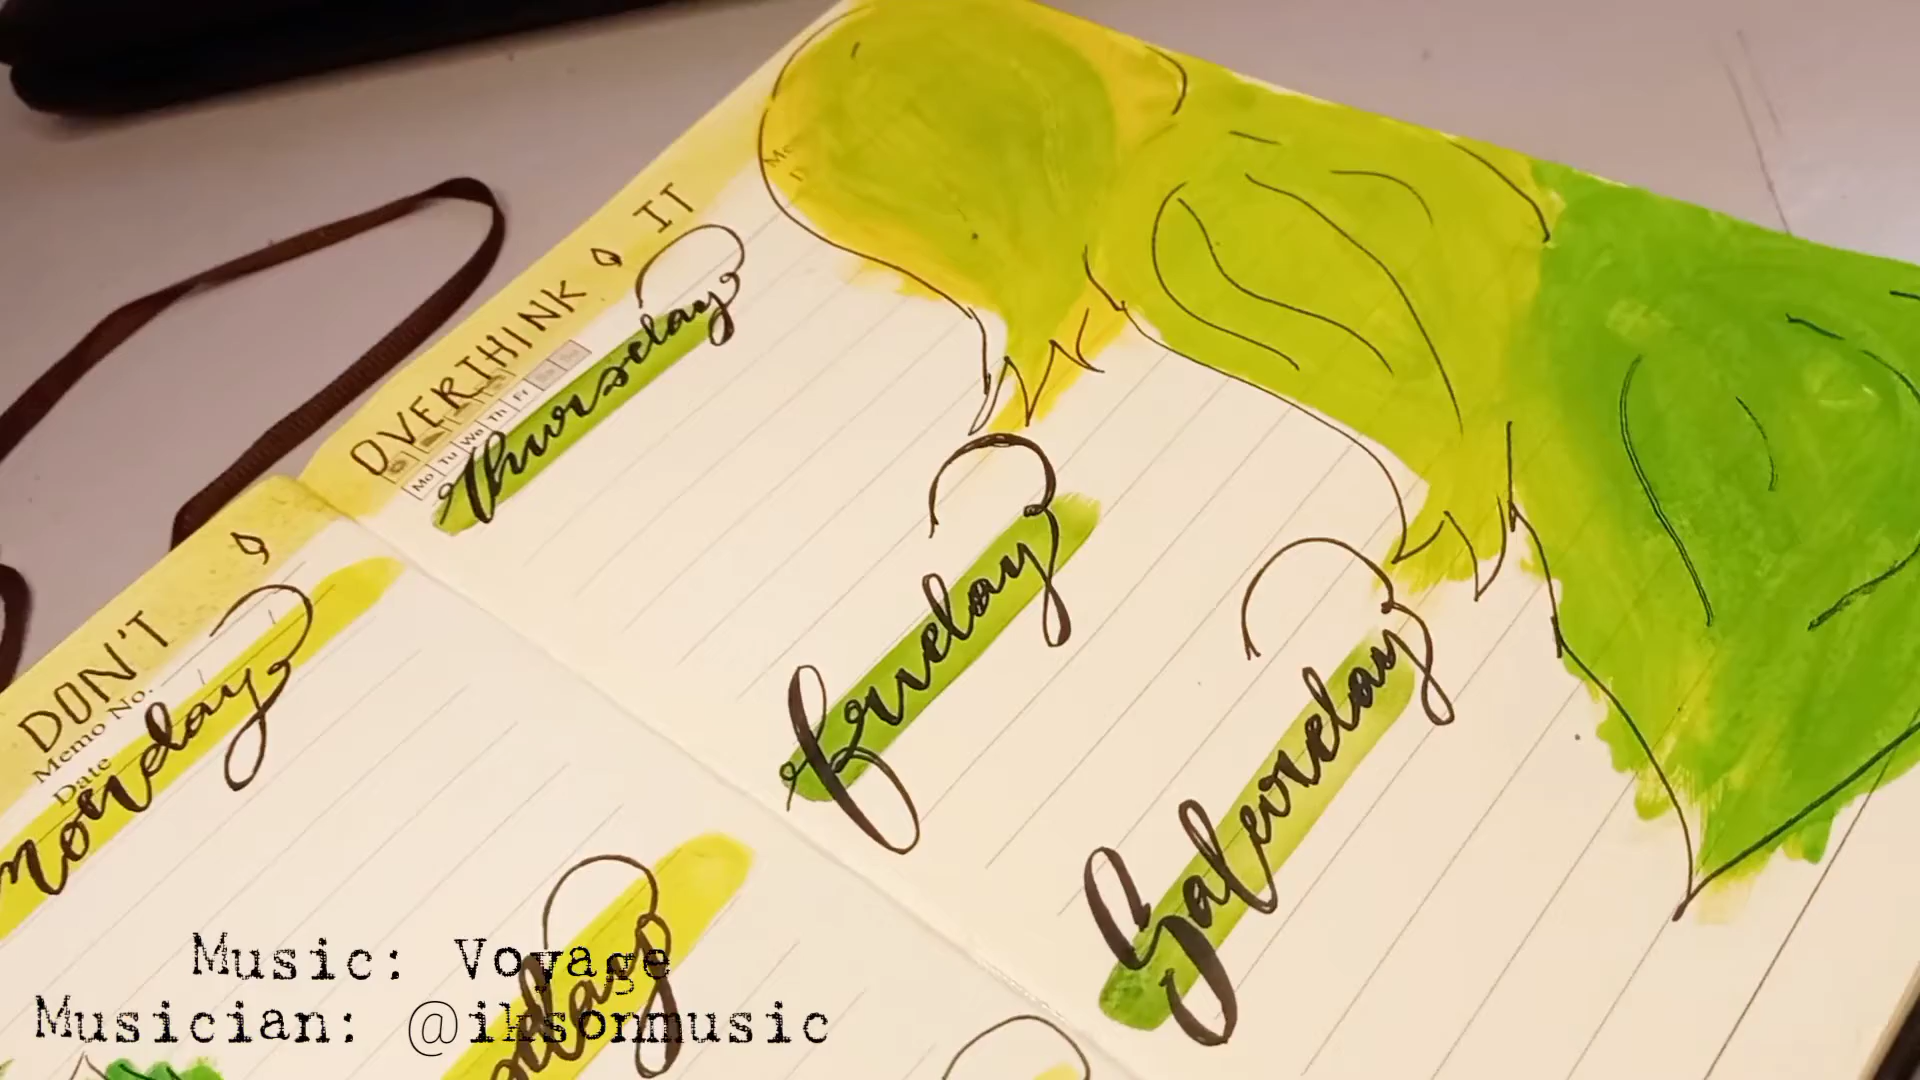 DON'T
OVERTHINK IT
Memo No.
Date
monday
Mo Tu We Th Fr
thursday
friday
Saturday
Music: Voyage
Musician: @iksonmusic